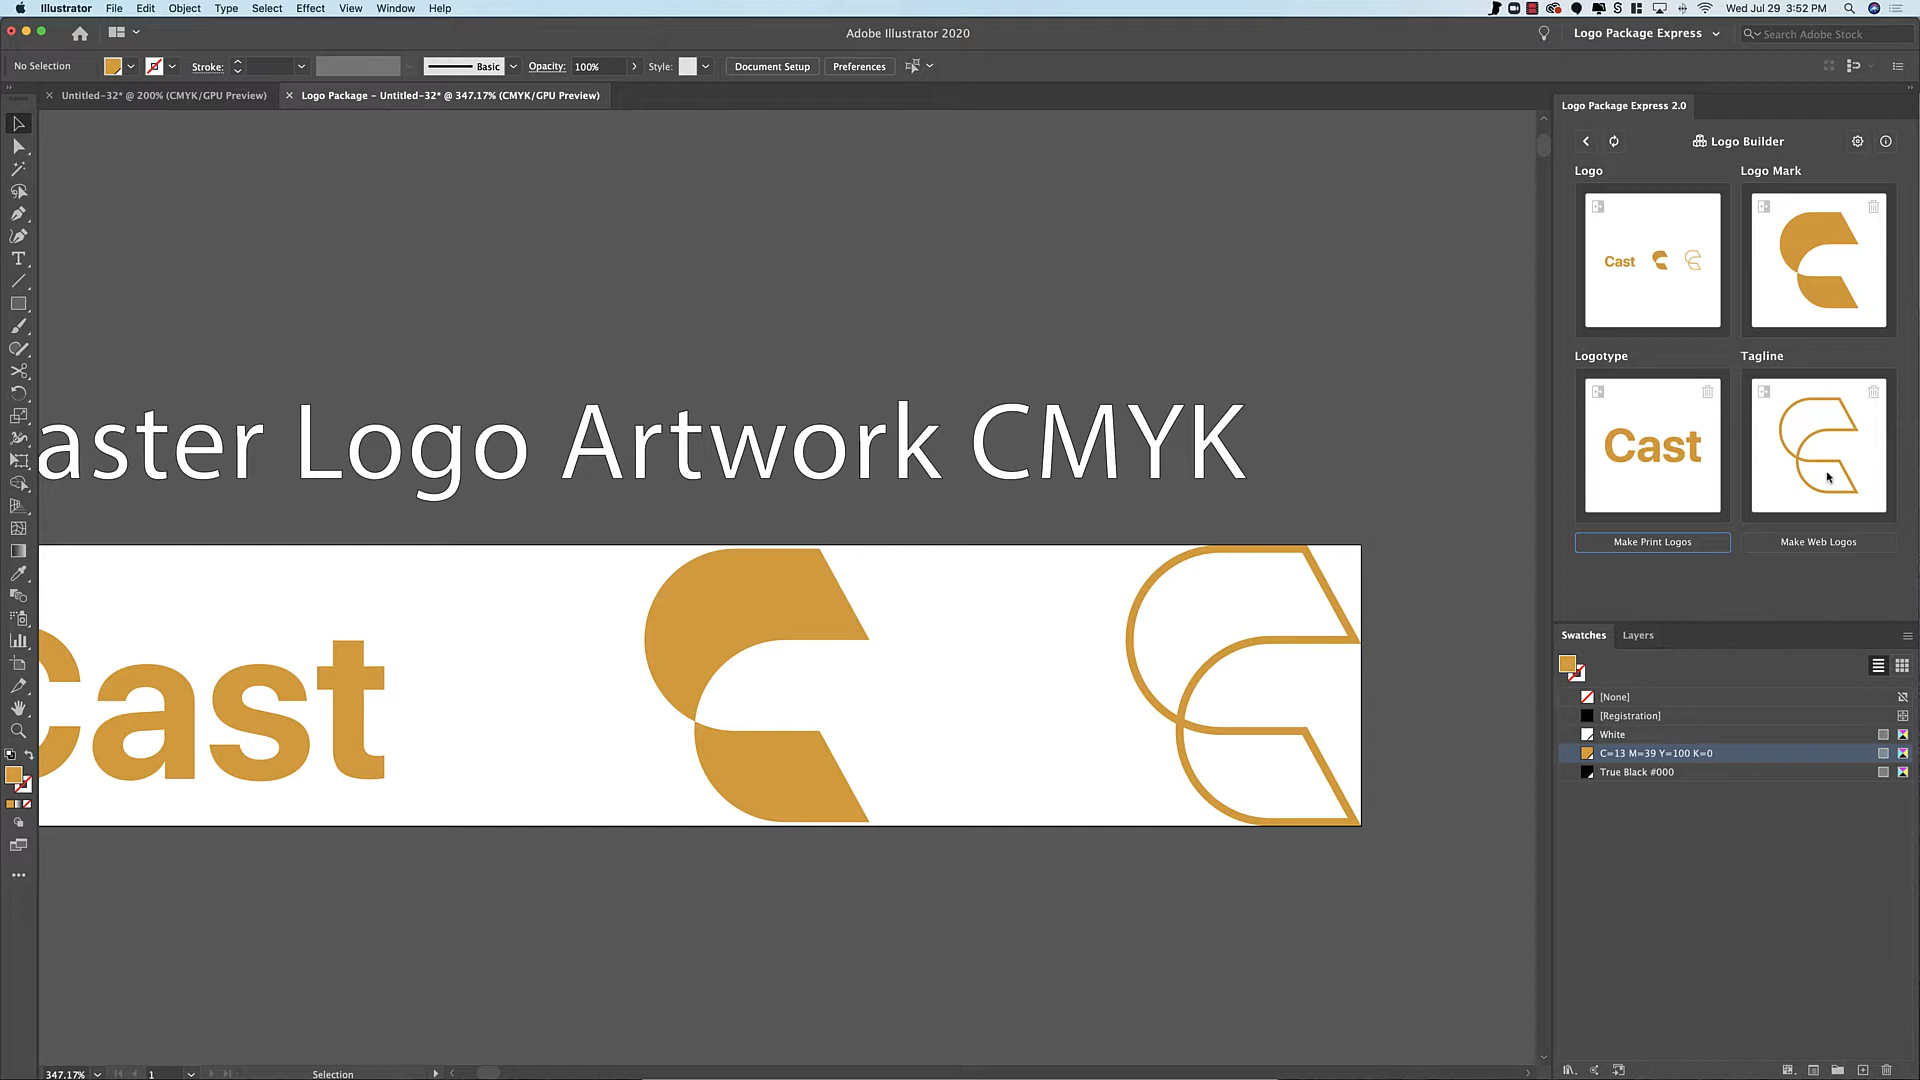 Illustrator File Edit Object Type Select Effect View Window Help
Wed Jul 29 3:52 PM
Adobe Illustrator 2020
Logo Package Express
Search Adobe Stock
No Selection
Stroke:
Basic
Opacity: 100%
Style:
Document Setup
Preferences
Untitled-32* @ 200% (CMYK/GPU Preview)
Logo Package - Untitled-32* @ 347.17% (CMYK/GPU Preview)
Logo Package Express 2.0
Logo Builder
Logo
Logo Mark
Cast
Logotype
Tagline
Cast
Make Print Logos
Make Web Logos
aster Logo Artwork CMYK
Cast
Swatches
Layers
[None]
[Registration]
White
C=13 M=39 Y=100 K=0
True Black #000
347.17%
1
Selection